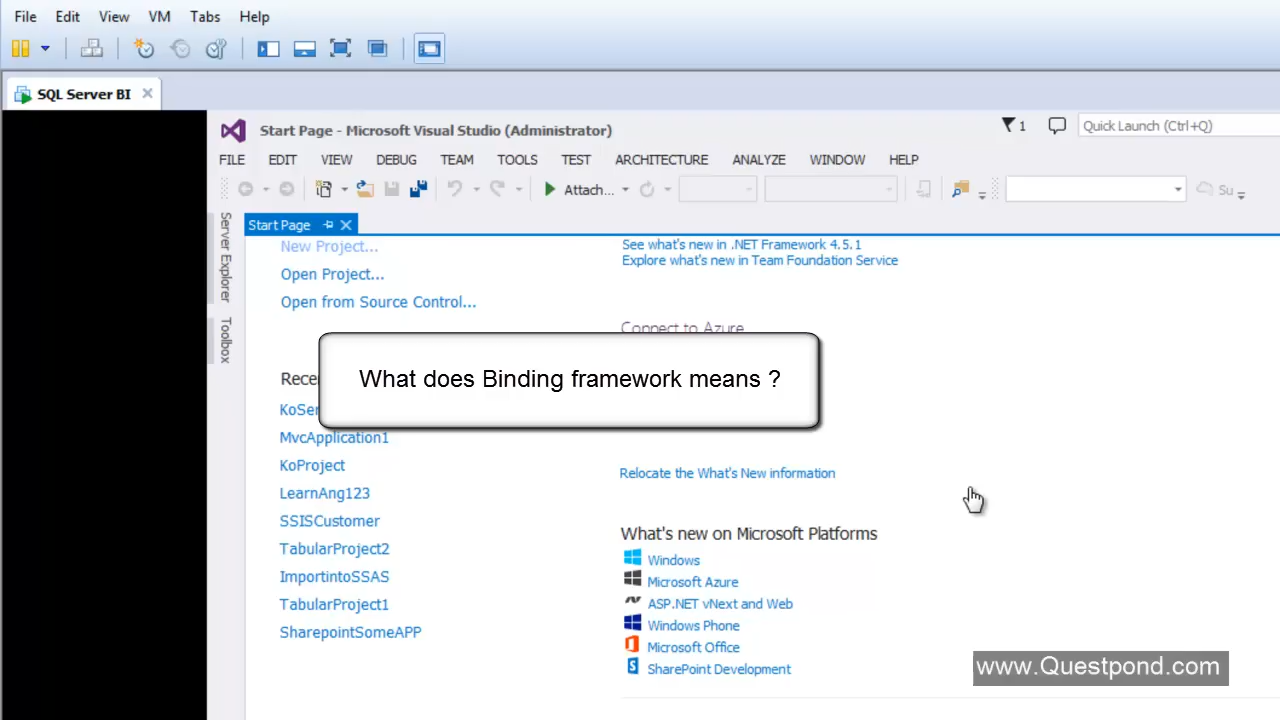 File Edit View VM Tabs Help
SQL Server BI
Start Page - Microsoft Visual Studio (Administrator)
1
Quick Launch (Ctrl+Q)
FILE EDIT VIEW DEBUG TEAM TOOLS TEST ARCHITECTURE ANALYZE WINDOW HELP
Attach...
Su
Server Explorer
Toolbox
Start Page
New Project...
Open Project...
Open from Source Control...
See what's new in .NET Framework 4.5.1
Explore what's new in Team Foundation Service
Connect to Azure
What does Binding framework means ?
Rece
KoSer
MvcApplication1
KoProject
LearnAng123
SSISCustomer
TabularProject2
ImportintoSSAS
TabularProject1
SharepointSomeAPP
Relocate the What's New information
What's new on Microsoft Platforms
Windows
Microsoft Azure
ASP.NET vNext and Web
Windows Phone
Microsoft Office
SharePoint Development
www.Questpond.com